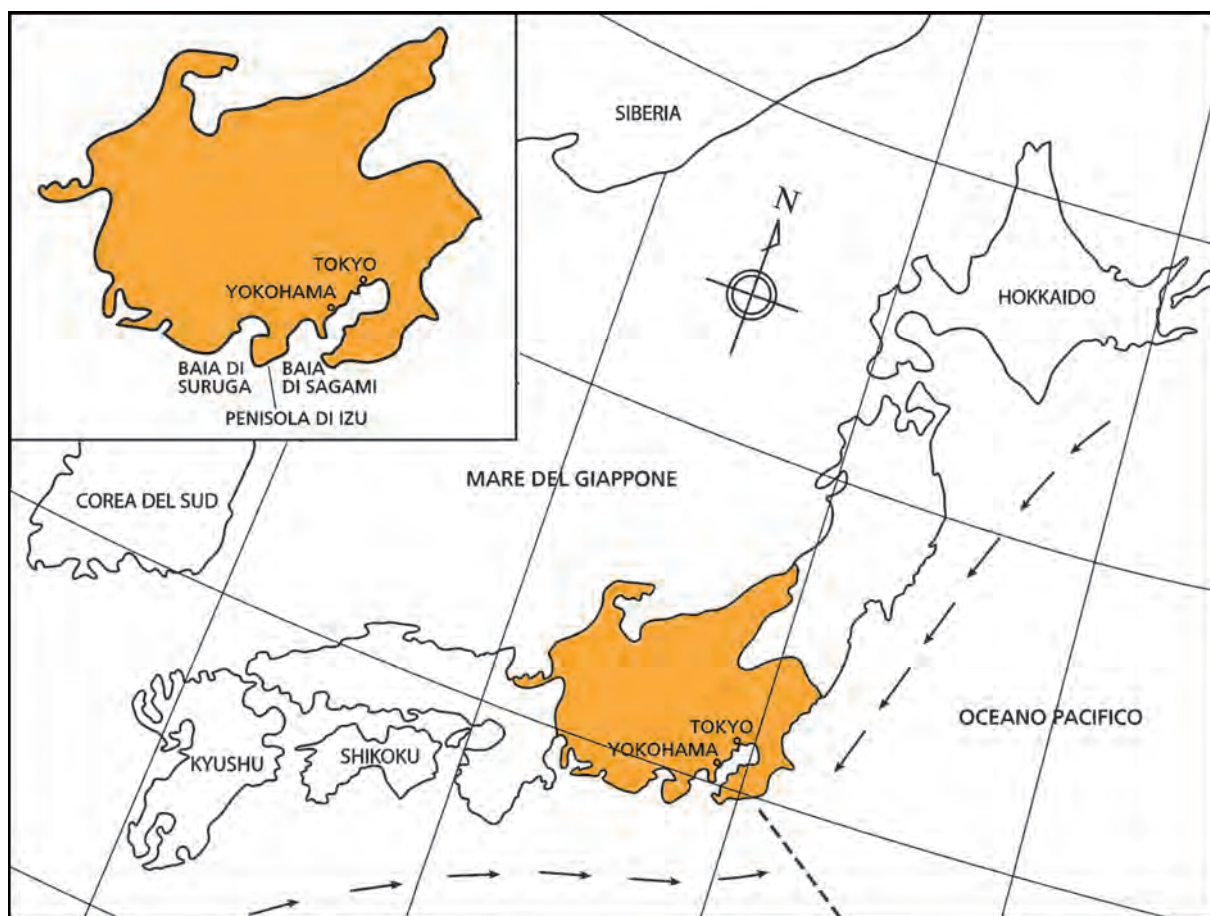 TOKYO
YOKOHAMA
BAIA DI
SURUGA
BAIA
DI SAGAMI
PENISOLA DI IZU
SIBERIA
N
HOKKAIDO
COREA DEL SUD
MARE DEL GIAPPONE
OCEANO PACIFICO
TOKYO
YOKOHAMA
KYUSHU
SHIKOKU